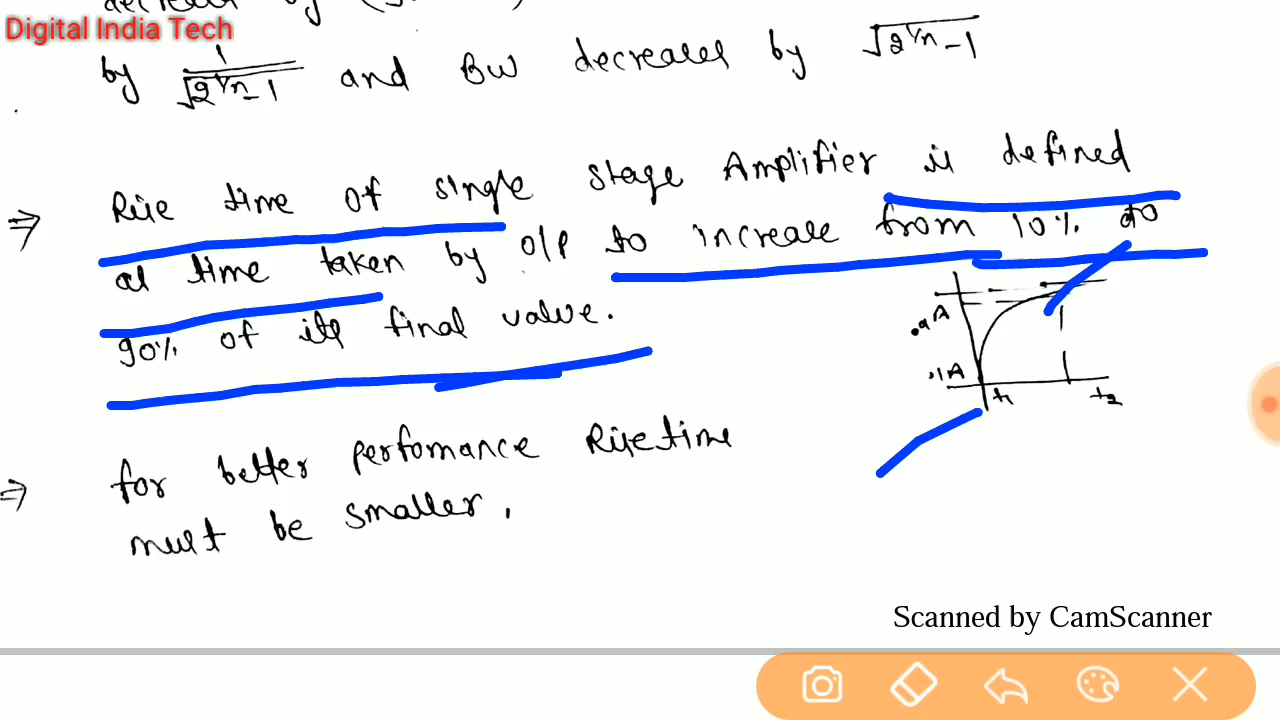 Digital India Tech
by 1/√(2^(1/n) - 1) and BW decreases by √(2^(1/n) - 1)
⇒ Rise time of single stage Amplifier is defined
as time taken by O/P to increase from 10% to
90% of its final value.
.9A
.1A
t1 t2
⇒ for better perfomance Risetime
must be smaller.
Scanned by CamScanner